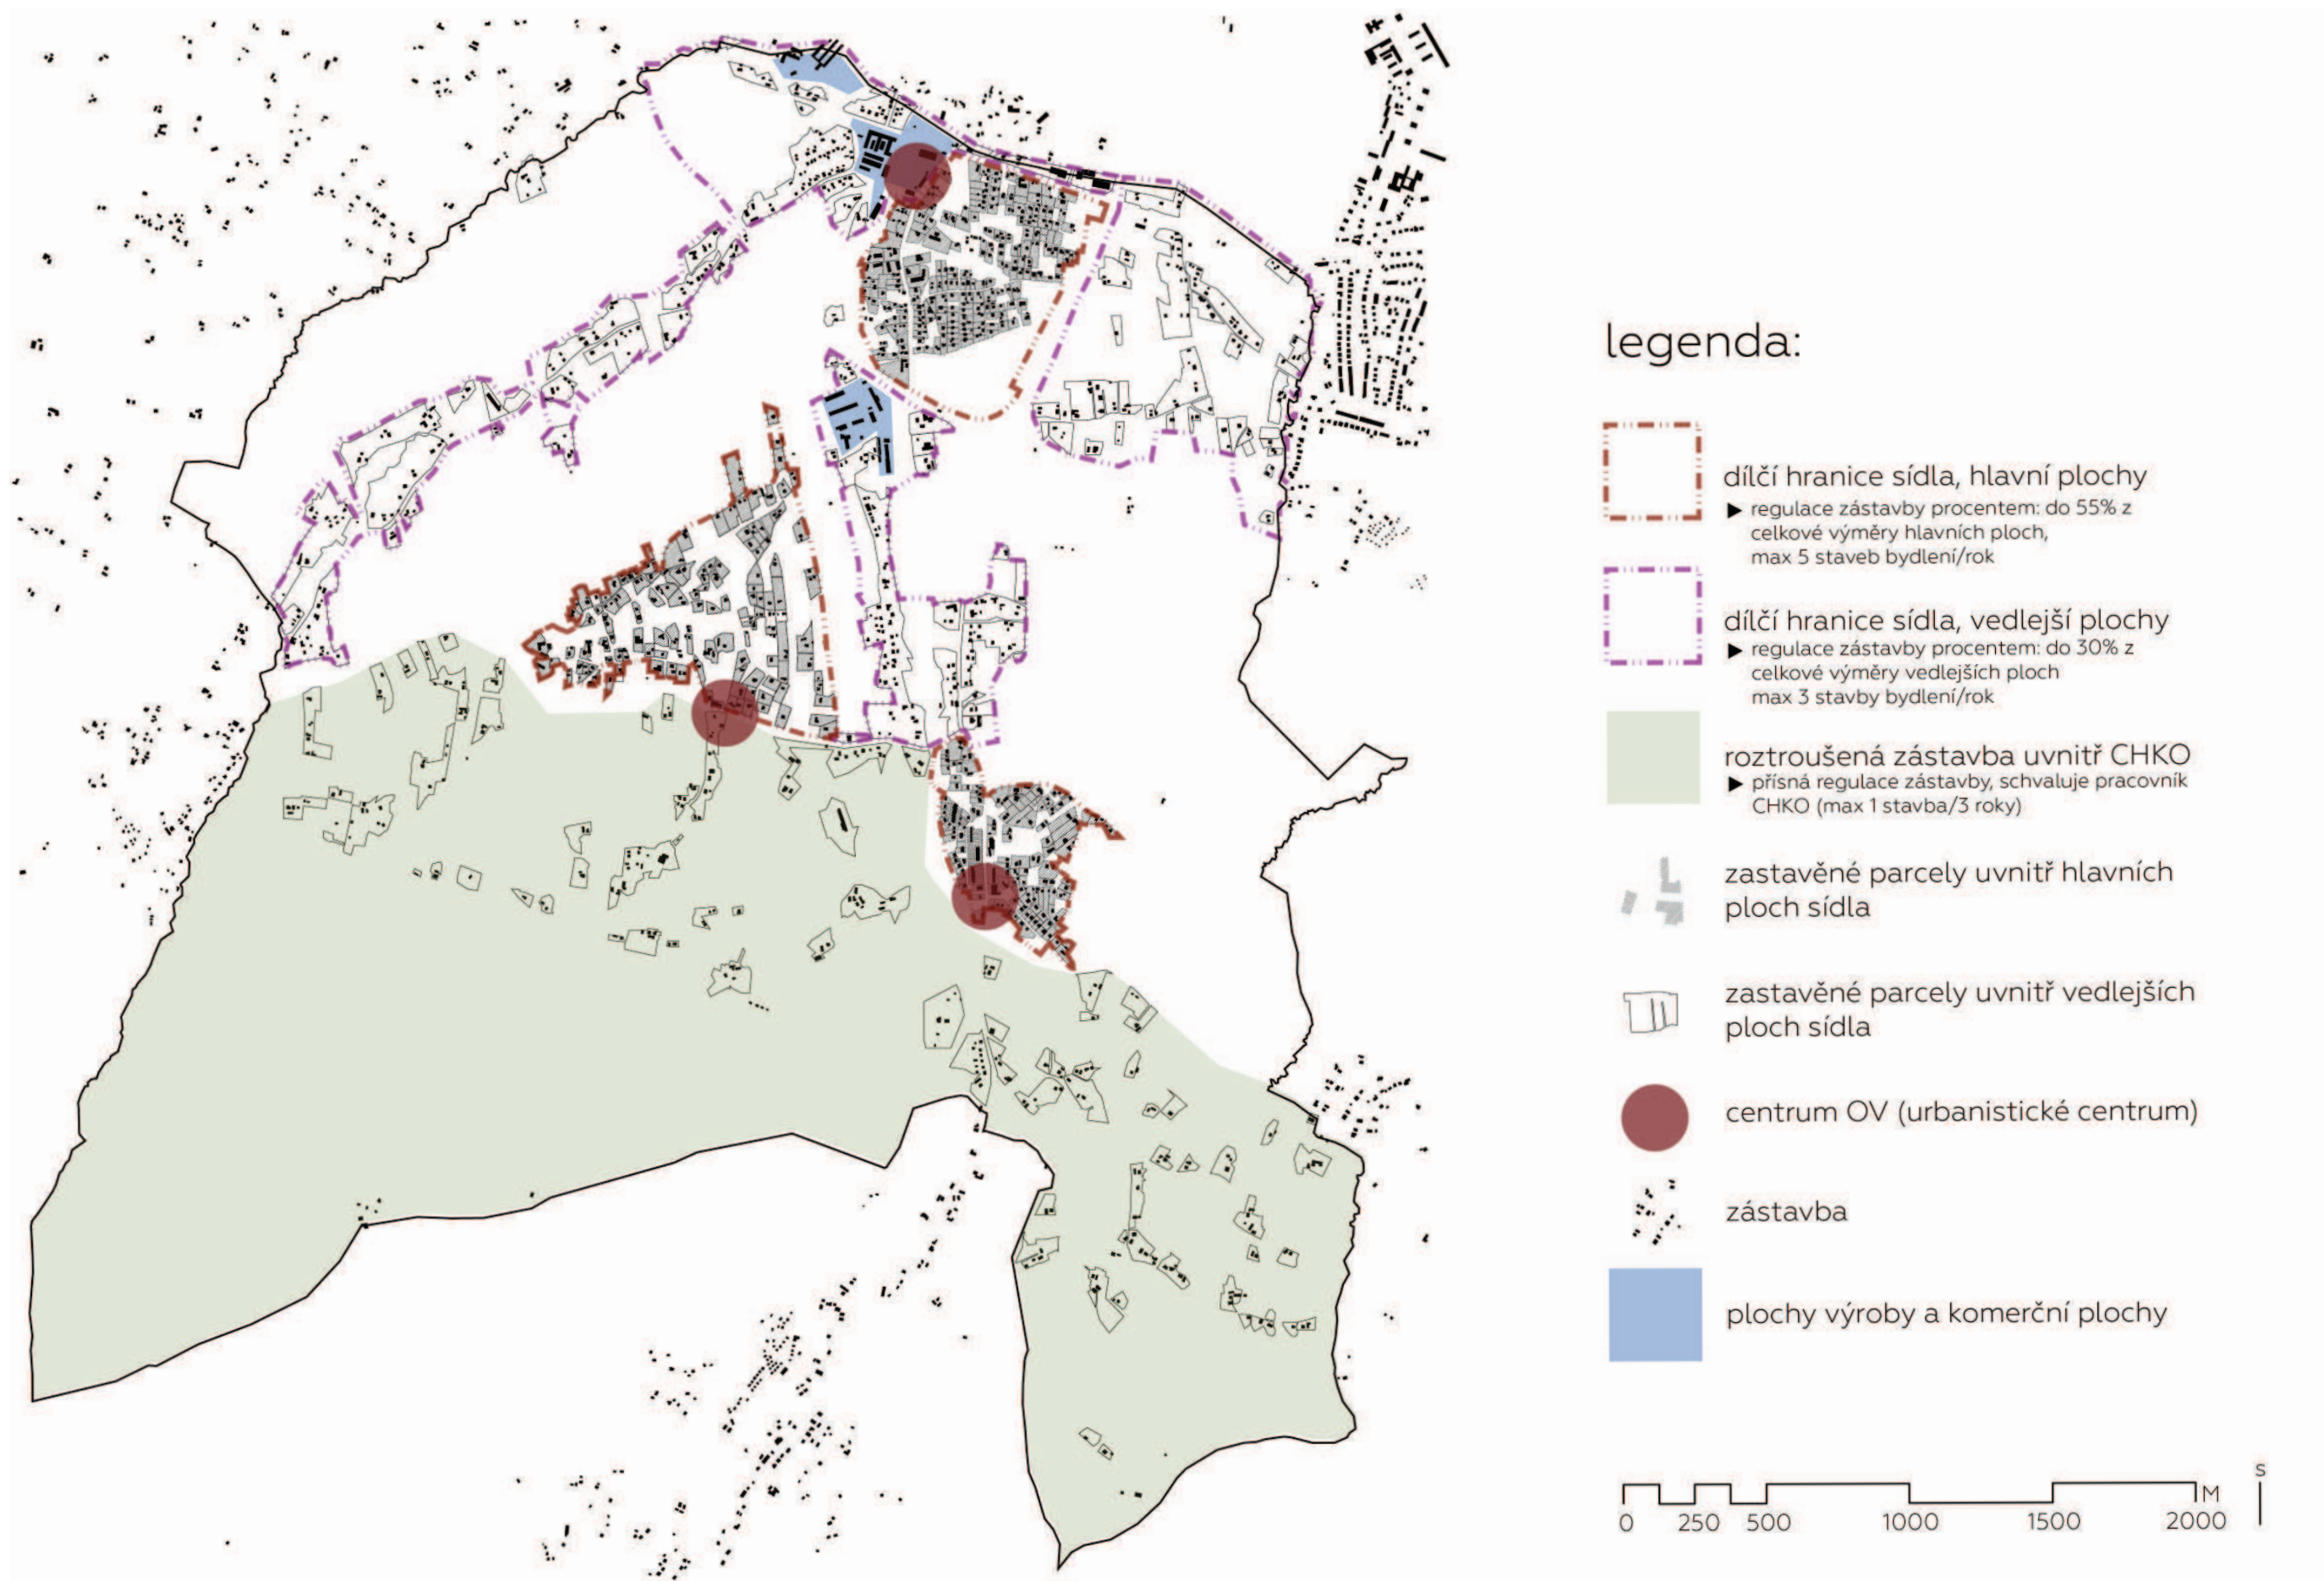 legenda:
dílčí hranice sídla, hlavní plochy
▶ regulace zástavby procentem: do 55% z
celkové výměry hlavních ploch,
max 5 staveb bydlení/rok
dílčí hranice sídla, vedlejší plochy
▶ regulace zástavby procentem: do 30% z
celkové výměry vedlejších ploch
max 3 stavby bydlení/rok
roztroušená zástavba uvnitř CHKO
▶ přísná regulace zástavby, schvaluje pracovník
CHKO (max 1 stavba/3 roky)
zastavěné parcely uvnitř hlavních
ploch sídla
zastavěné parcely uvnitř vedlejších
ploch sídla
centrum OV (urbanistické centrum)
zástavba
plochy výroby a komerční plochy
S
M
0 250 500 1000 1500 2000